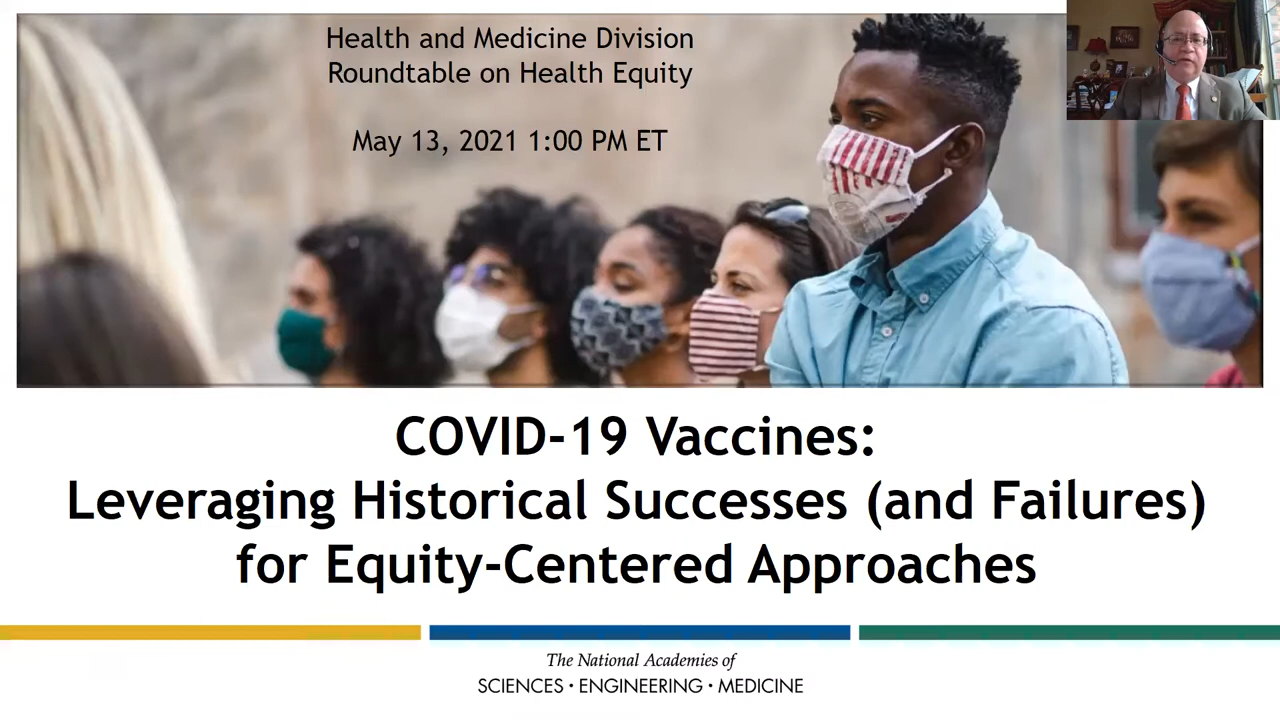 Health and Medicine Division
Roundtable on Health Equity
May 13, 2021 1:00 PM ET
COVID-19 Vaccines:
Leveraging Historical Successes (and Failures)
for Equity-Centered Approaches
The National Academies of
SCIENCES · ENGINEERING · MEDICINE